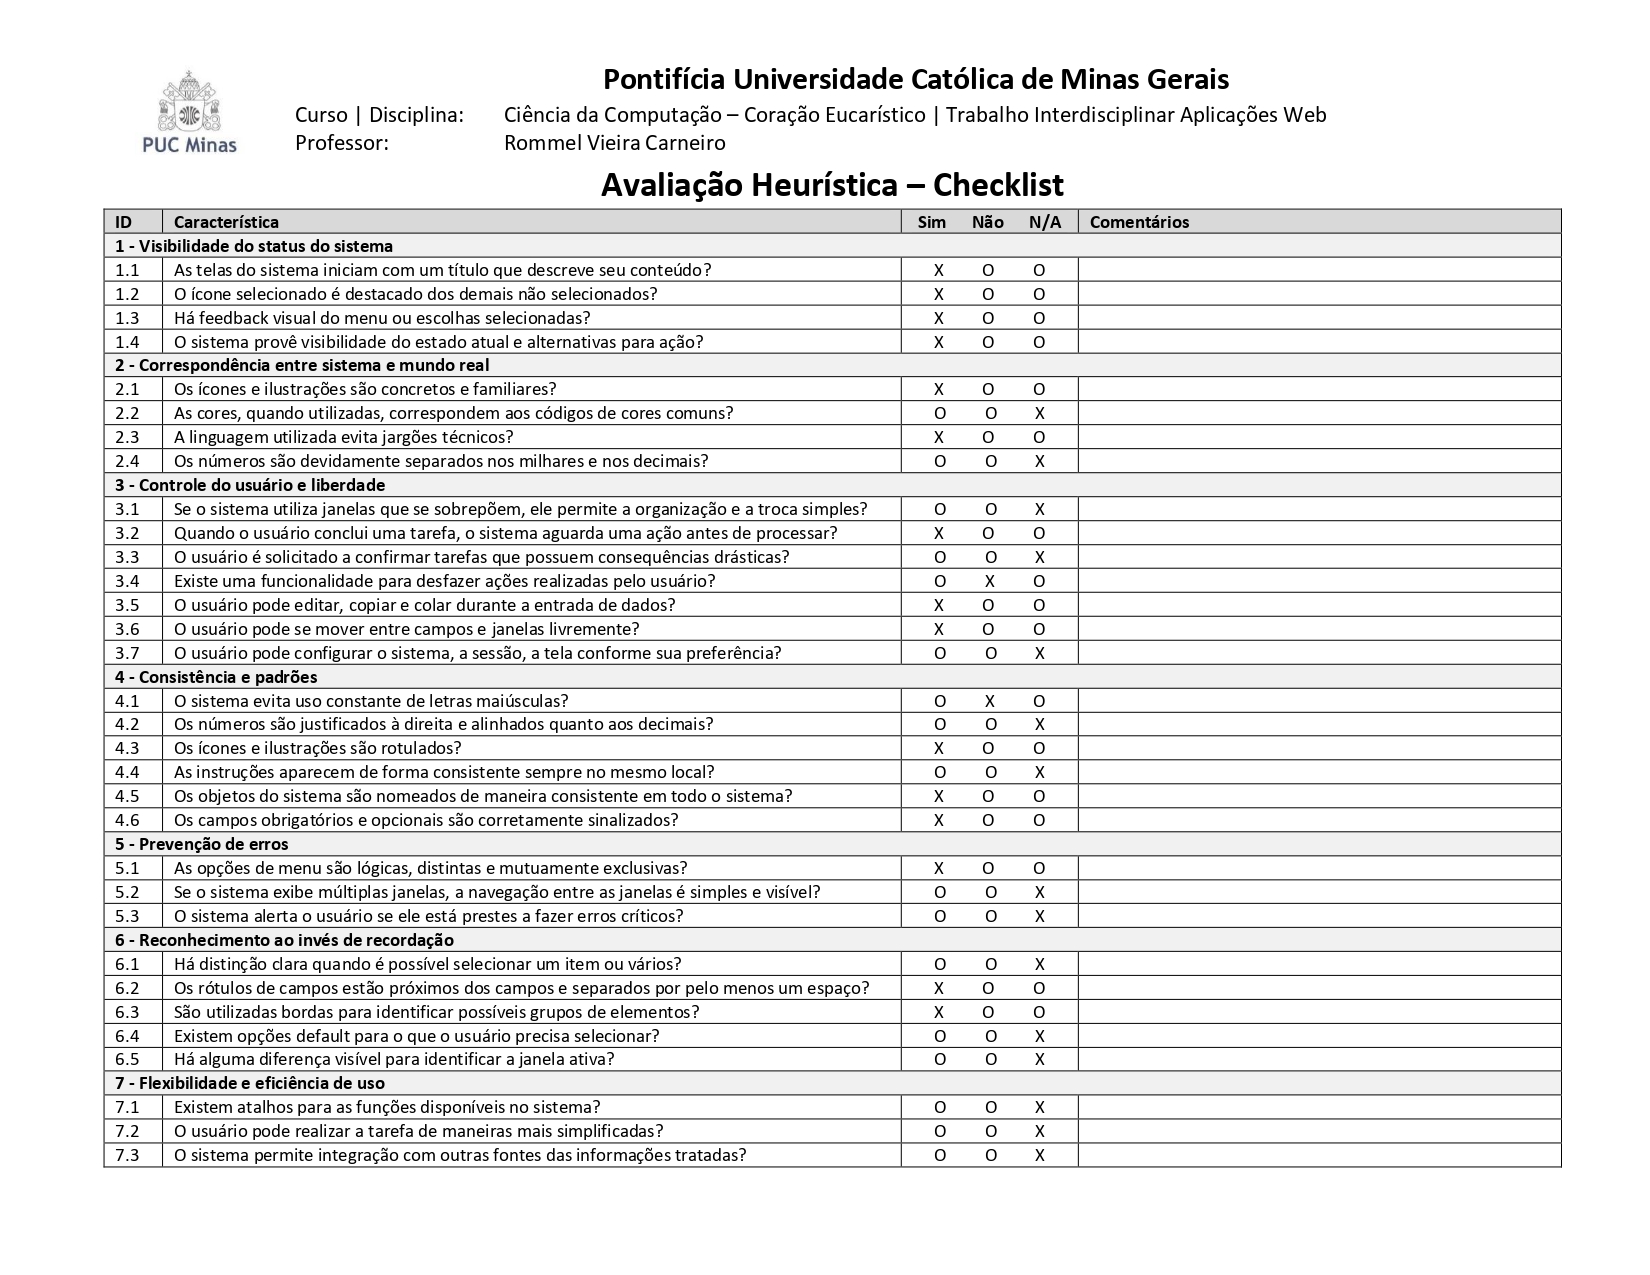 PUC Minas
Pontifícia Universidade Católica de Minas Gerais
Curso | Disciplina: Ciência da Computação – Coração Eucarístico | Trabalho Interdisciplinar Aplicações Web
Professor: Rommel Vieira Carneiro
Avaliação Heurística – Checklist
ID Característica Sim Não N/A Comentários
1 - Visibilidade do status do sistema
1.1 As telas do sistema iniciam com um título que descreve seu conteúdo? X O O
1.2 O ícone selecionado é destacado dos demais não selecionados? X O O
1.3 Há feedback visual do menu ou escolhas selecionadas? X O O
1.4 O sistema provê visibilidade do estado atual e alternativas para ação? X O O
2 - Correspondência entre sistema e mundo real
2.1 Os ícones e ilustrações são concretos e familiares? X O O
2.2 As cores, quando utilizadas, correspondem aos códigos de cores comuns? O O X
2.3 A linguagem utilizada evita jargões técnicos? X O O
2.4 Os números são devidamente separados nos milhares e nos decimais? O O X
3 - Controle do usuário e liberdade
3.1 Se o sistema utiliza janelas que se sobrepõem, ele permite a organização e a troca simples? O O X
3.2 Quando o usuário conclui uma tarefa, o sistema aguarda uma ação antes de processar? X O O
3.3 O usuário é solicitado a confirmar tarefas que possuem consequências drásticas? O O X
3.4 Existe uma funcionalidade para desfazer ações realizadas pelo usuário? O X O
3.5 O usuário pode editar, copiar e colar durante a entrada de dados? X O O
3.6 O usuário pode se mover entre campos e janelas livremente? X O O
3.7 O usuário pode configurar o sistema, a sessão, a tela conforme sua preferência? O O X
4 - Consistência e padrões
4.1 O sistema evita uso constante de letras maiúsculas? O X O
4.2 Os números são justificados à direita e alinhados quanto aos decimais? O O X
4.3 Os ícones e ilustrações são rotulados? X O O
4.4 As instruções aparecem de forma consistente sempre no mesmo local? O O X
4.5 Os objetos do sistema são nomeados de maneira consistente em todo o sistema? X O O
4.6 Os campos obrigatórios e opcionais são corretamente sinalizados? X O O
5 - Prevenção de erros
5.1 As opções de menu são lógicas, distintas e mutuamente exclusivas? X O O
5.2 Se o sistema exibe múltiplas janelas, a navegação entre as janelas é simples e visível? O O X
5.3 O sistema alerta o usuário se ele está prestes a fazer erros críticos? O O X
6 - Reconhecimento ao invés de recordação
6.1 Há distinção clara quando é possível selecionar um item ou vários? O O X
6.2 Os rótulos de campos estão próximos dos campos e separados por pelo menos um espaço? X O O
6.3 São utilizadas bordas para identificar possíveis grupos de elementos? X O O
6.4 Existem opções default para o que o usuário precisa selecionar? O O X
6.5 Há alguma diferença visível para identificar a janela ativa? O O X
7 - Flexibilidade e eficiência de uso
7.1 Existem atalhos para as funções disponíveis no sistema? O O X
7.2 O usuário pode realizar a tarefa de maneiras mais simplificadas? O O X
7.3 O sistema permite integração com outras fontes das informações tratadas? O O X